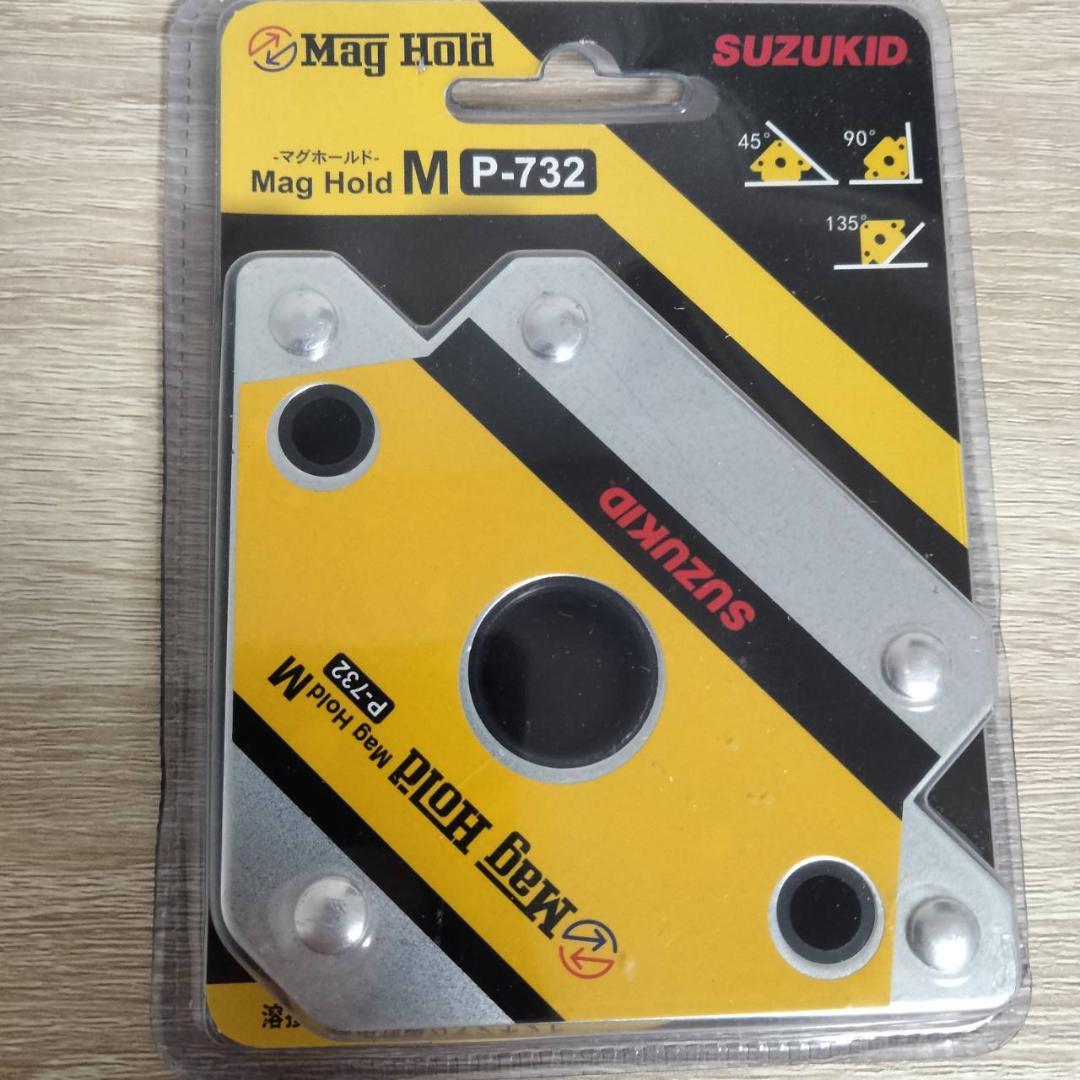 Mag Hold
SUZUKID
-マグホールド-
Mag Hold M P-732
45°
90°
135°
SUZUKID
Mag Hold M P-732
Mag Hold